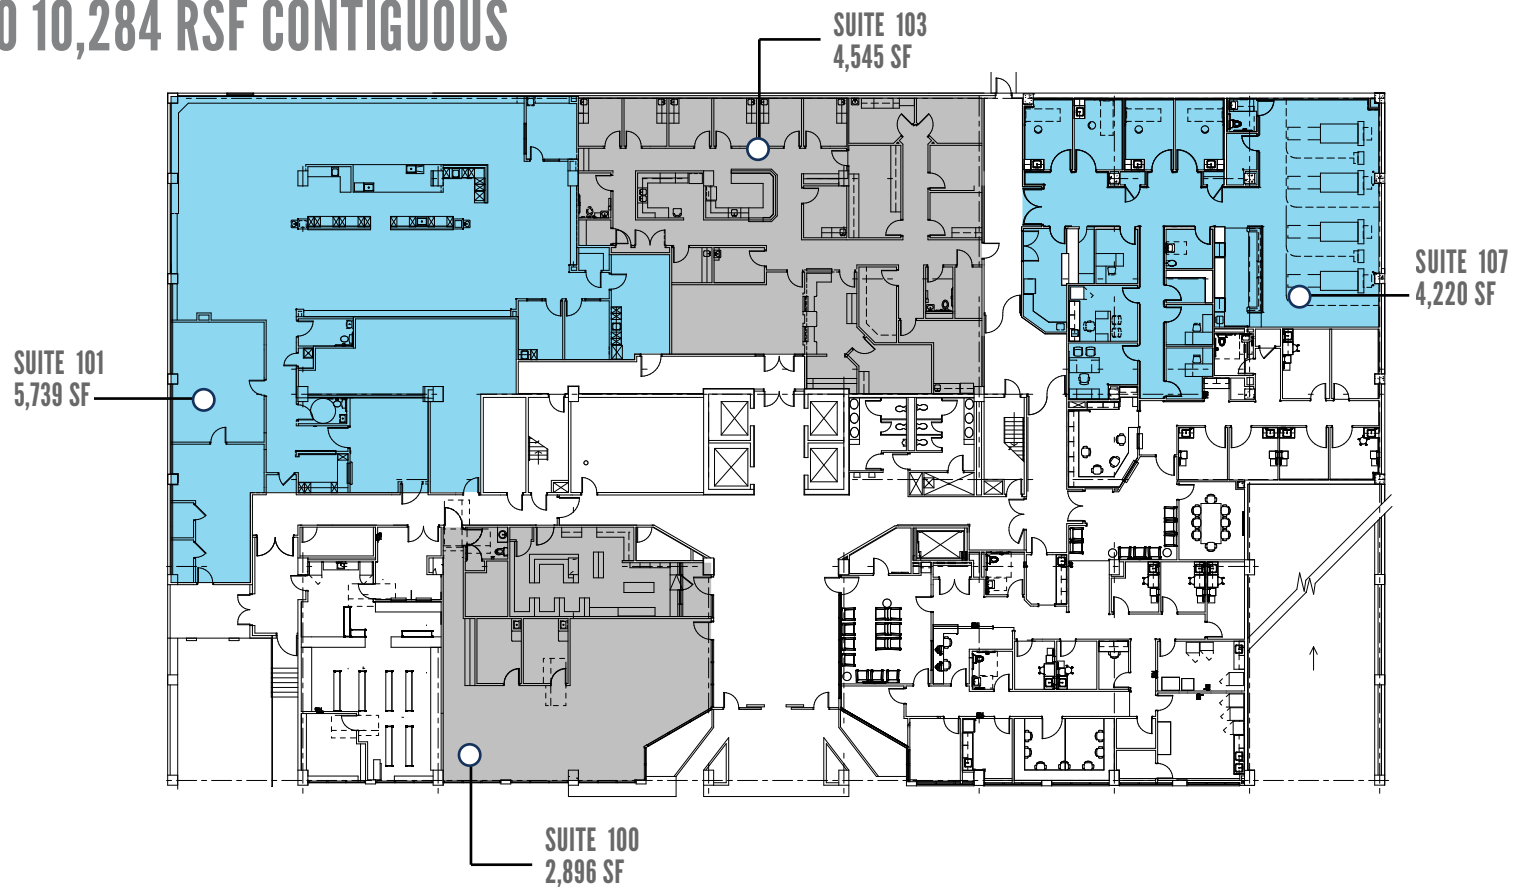 O 10,284 RSF CONTIGUOUS
SUITE 103
4,545 SF
SUITE 107
4,220 SF
SUITE 101
5,739 SF
SUITE 100
2,896 SF